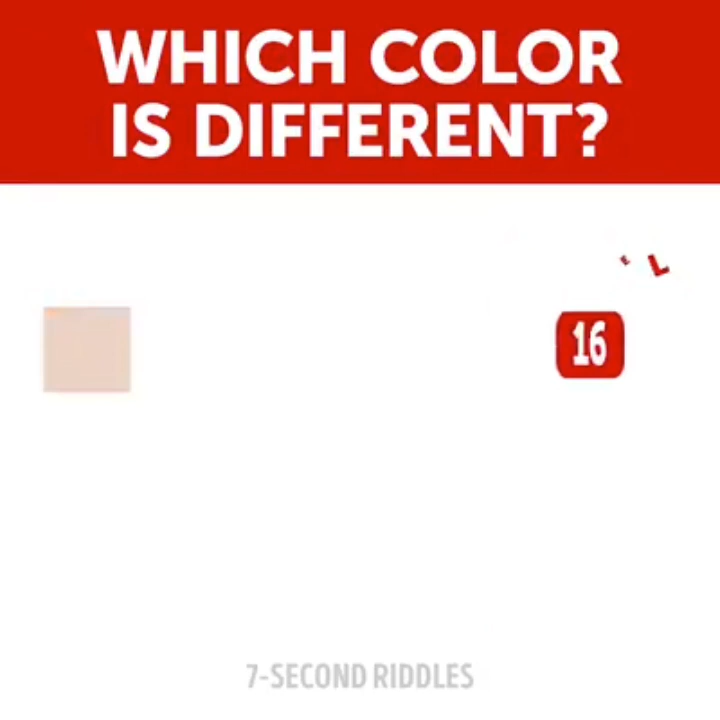 WHICH COLOR
IS DIFFERENT?
E L
16
7-SECOND RIDDLES